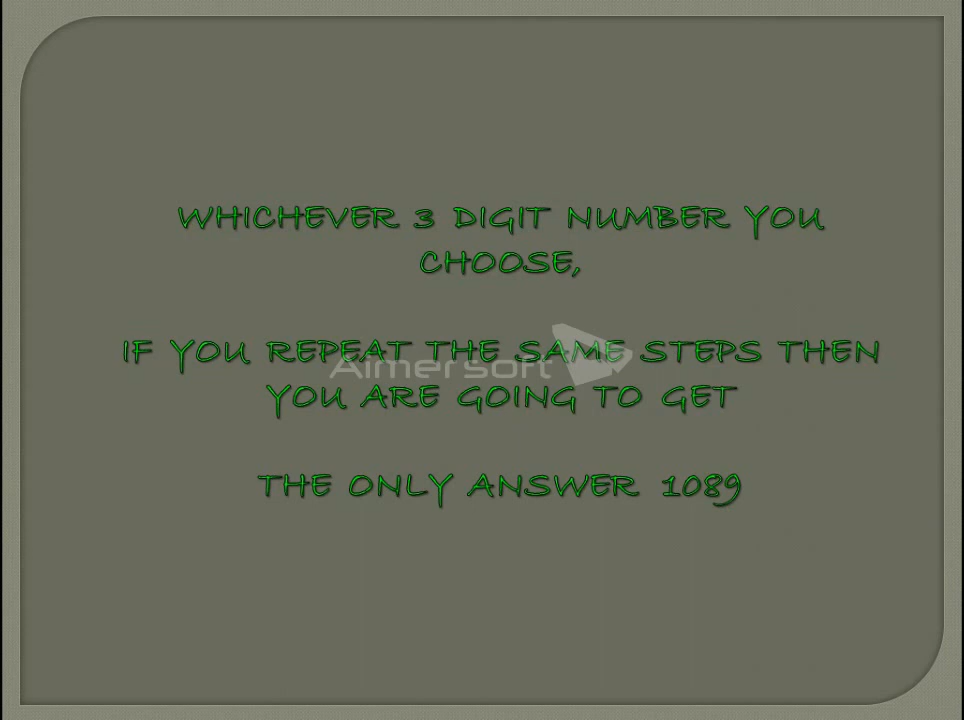 WHICHEVER 3 DIGIT NUMBER YOU
CHOOSE,
IF YOU REPEAT THE SAME STEPS THEN
YOU ARE GOING TO GET
THE ONLY ANSWER 1089
Aimersoft